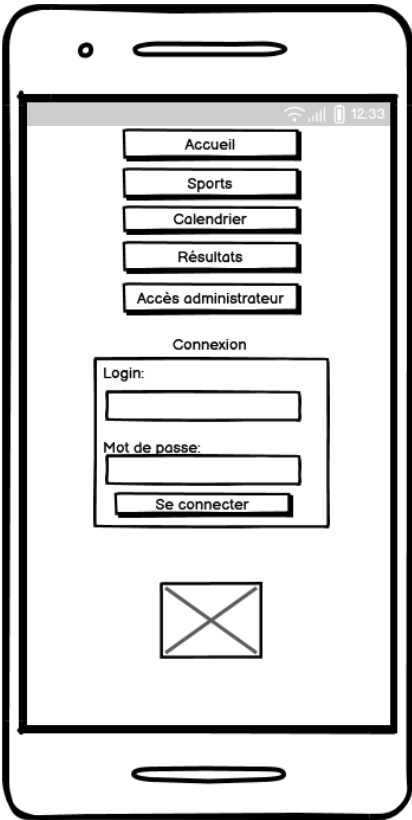 12:33
Accueil
Sports
Calendrier
Résultats
Accès administrateur
Connexion
Login:
Mot de passe:
Se connecter